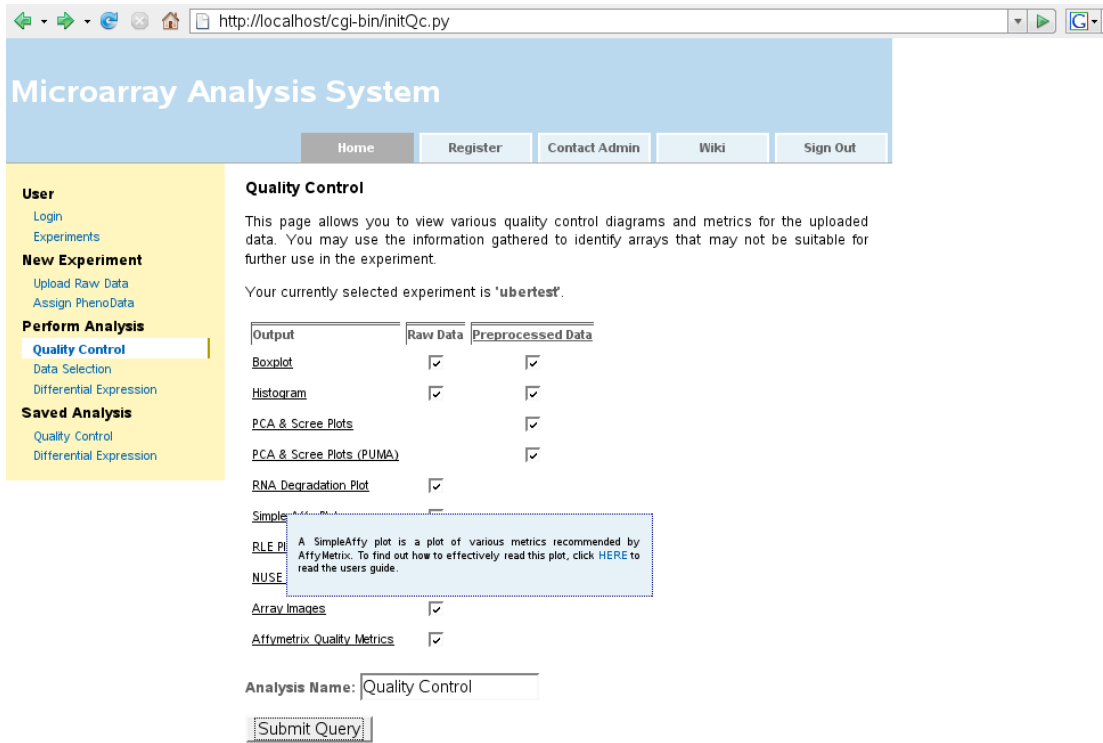 http://localhost/cgi-bin/initQc.py
G
Microarray Analysis System
Home Register Contact Admin Wiki Sign Out
User
Login
Experiments
New Experiment
Upload Raw Data
Assign PhenoData
Perform Analysis
Quality Control
Data Selection
Differential Expression
Saved Analysis
Quality Control
Differential Expression
Quality Control
This page allows you to view various quality control diagrams and metrics for the uploaded
data. You may use the information gathered to identify arrays that may not be suitable for
further use in the experiment.
Your currently selected experiment is 'ubertest'.
Output Raw Data Preprocessed Data
Boxplot
Histogram
PCA & Scree Plots
PCA & Scree Plots (PUMA)
RNA Degradation Plot
Simple
RLE
NUSE
A SimpleAffy plot is a plot of various metrics recommended by
AffyMetrix. To find out how to effectively read this plot, click HERE to
read the users guide.
Array Images
Affymetrix Quality Metrics
Analysis Name: Quality Control
Submit Query